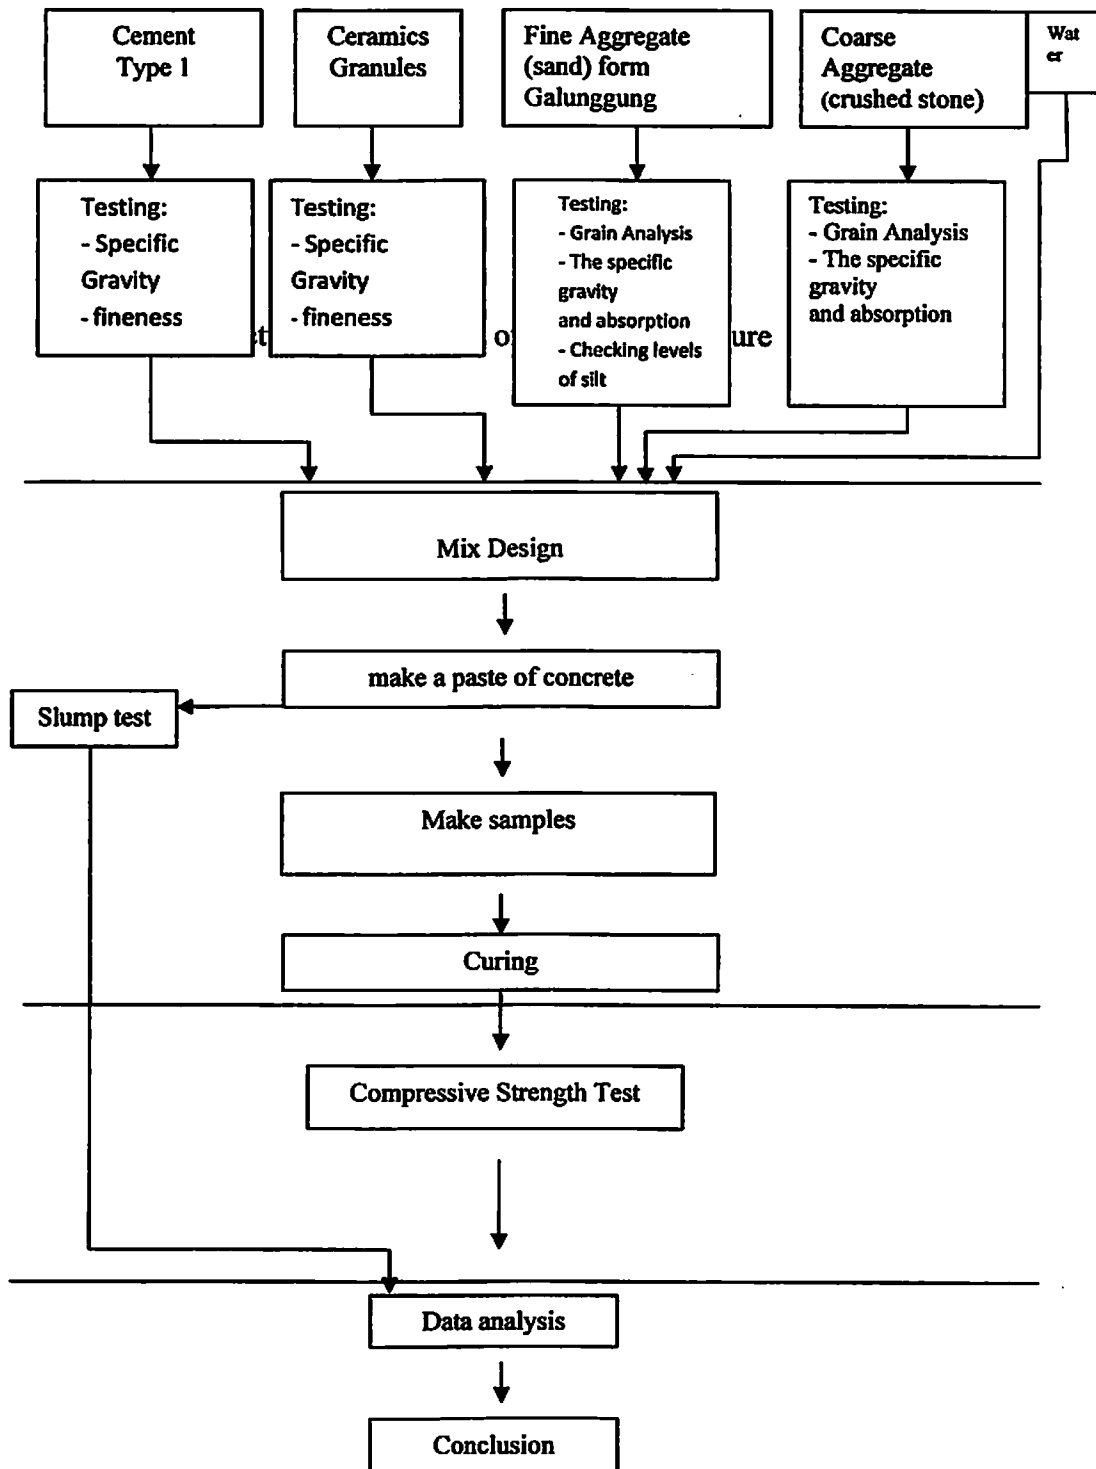 Cement
Type 1
Ceramics
Granules
Fine Aggregate
(sand) form
Galunggung
Coarse
Aggregate
(crushed stone)
Wat
er
Testing:
- Specific
Gravity
- fineness
Testing:
- Specific
Gravity
- fineness
Testing:
- Grain Analysis
- The specific
gravity
and absorption
- Checking levels
of silt
Testing:
- Grain Analysis
- The specific
gravity
and absorption
ure
Mix Design
make a paste of concrete
Slump test
Make samples
Curing
Compressive Strength Test
Data analysis
Conclusion